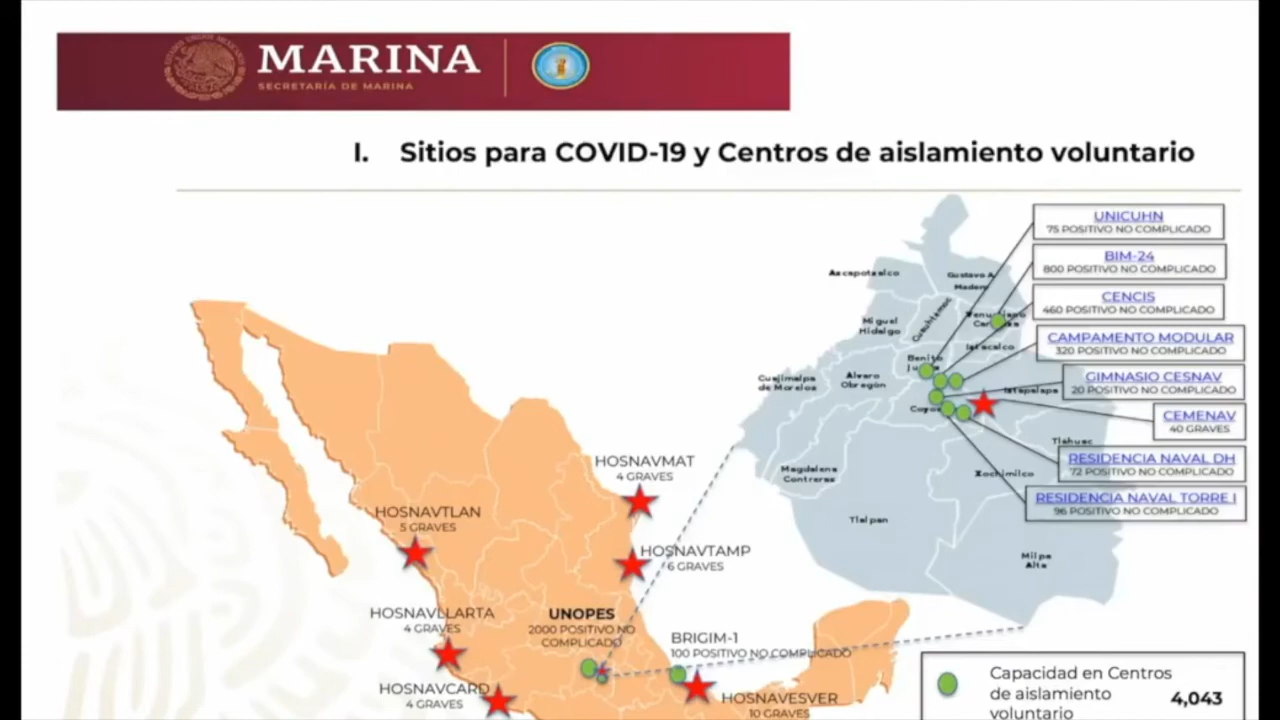 MARINA
SECRETARÍA DE MARINA
I. Sitios para COVID-19 y Centros de aislamiento voluntario
UNICUHN
75 POSITIVO NO COMPLICADO
BIM-24
800 POSITIVO NO COMPLICADO
CENCIS
460 POSITIVO NO COMPLICADO
CAMPAMENTO MODULAR
320 POSITIVO NO COMPLICADO
GIMNASIO CESNAV
20 POSITIVO NO COMPLICADO
CEMENAV
40 GRAVES
RESIDENCIA NAVAL DH
72 POSITIVO NO COMPLICADO
RESIDENCIA NAVAL TORRE I
96 POSITIVO NO COMPLICADO
Azcapotzalco
Gustavo A
Madero
Miguel
Hidalgo
Cuauhtemoc
Iztacalco
Benito
Cuajimalpa
de Morelos
Alvaro
Obregón
Iztapalapa
Tlahuac
Magdalena
Contreras
Xochimilco
Tlalpan
Milpa
Alta
HOSNAVMAT
4 GRAVES
HOSNAVTLAN
5 GRAVES
HOSNAVTAMP
6 GRAVES
HOSNAVLLARTA
4 GRAVES
UNOPES
2000 POSITIVO NO
COMPLICADO
BRIGIM-1
100 POSITIVO NO COMPLICADO
HOSNAVCARD
4 GRAVES
HOSNAVESVER
10 GRAVES
Capacidad en Centros
de aislamiento
voluntario
4,043